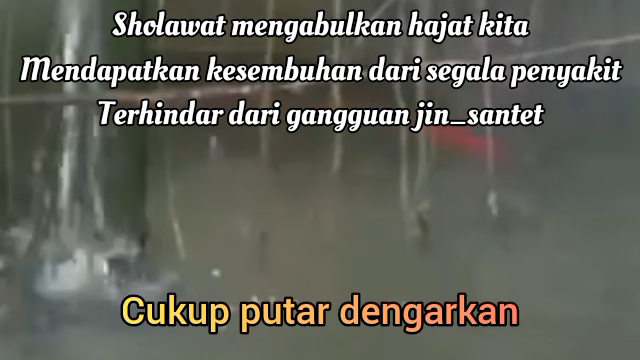 Sholawat mengabulkan hajat kita
Mendapatkan kesembuhan dari segala penyakit
Terhindar dari gangguan jin_santet
Cukup putar dengarkan